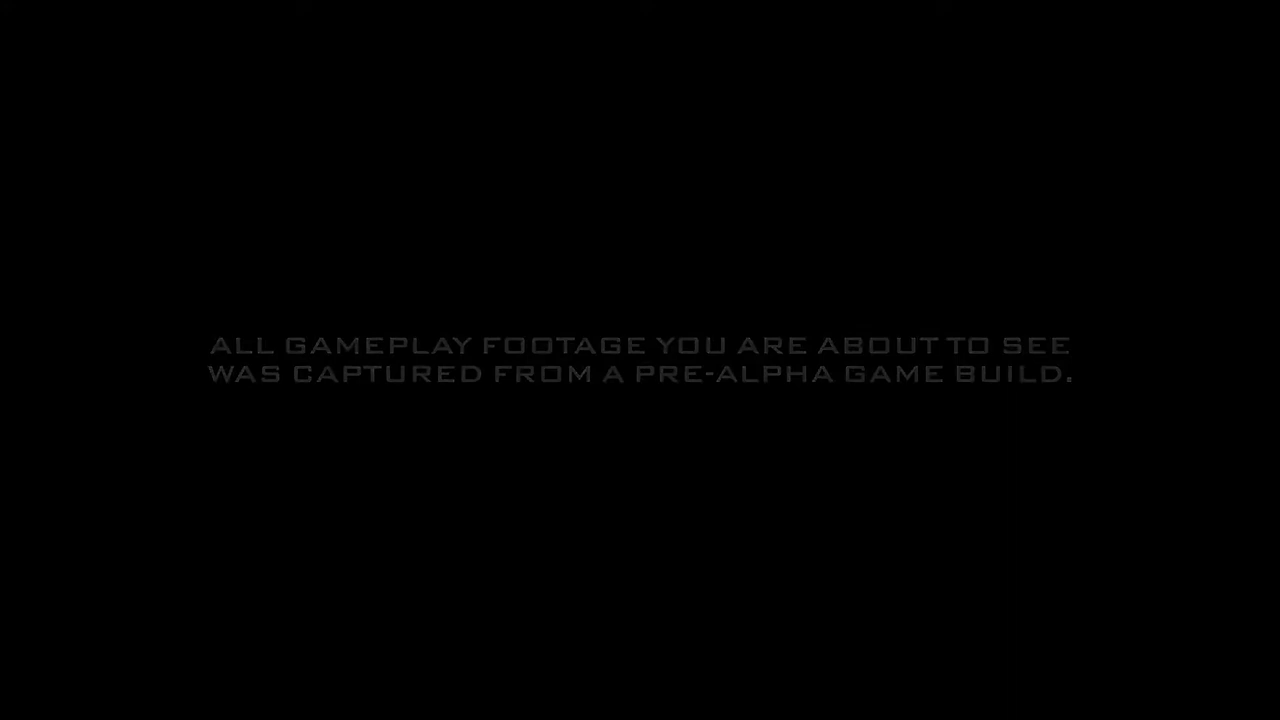 ALL GAMEPLAY FOOTAGE YOU ARE ABOUT TO SEE
WAS CAPTURED FROM A PRE-ALPHA GAME BUILD.